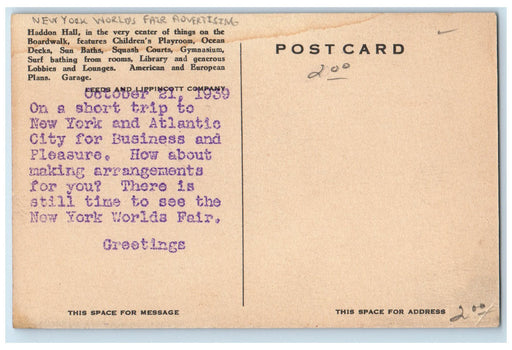 NEW YORK WORLDS FAIR ADVERTISING
Haddon Hall, in the very center of things on the
Boardwalk, features Children's Playroom, Ocean
Decks, Sun Baths, Squash Courts, Gymnasium,
Surf bathing from rooms, Library and generous
Lobbies and Lounges. American and European
Plans. Garage.
LEEDS AND LIPPINCOTT COMPANY
October 21, 1939
On a short trip to
New York and Atlantic
City for Business and
Pleasure. How about
making arrangements
for you? There is
still time to see the
New York Worlds Fair.
Greetings
THIS SPACE FOR MESSAGE
POST CARD
2 00
THIS SPACE FOR ADDRESS
2 00